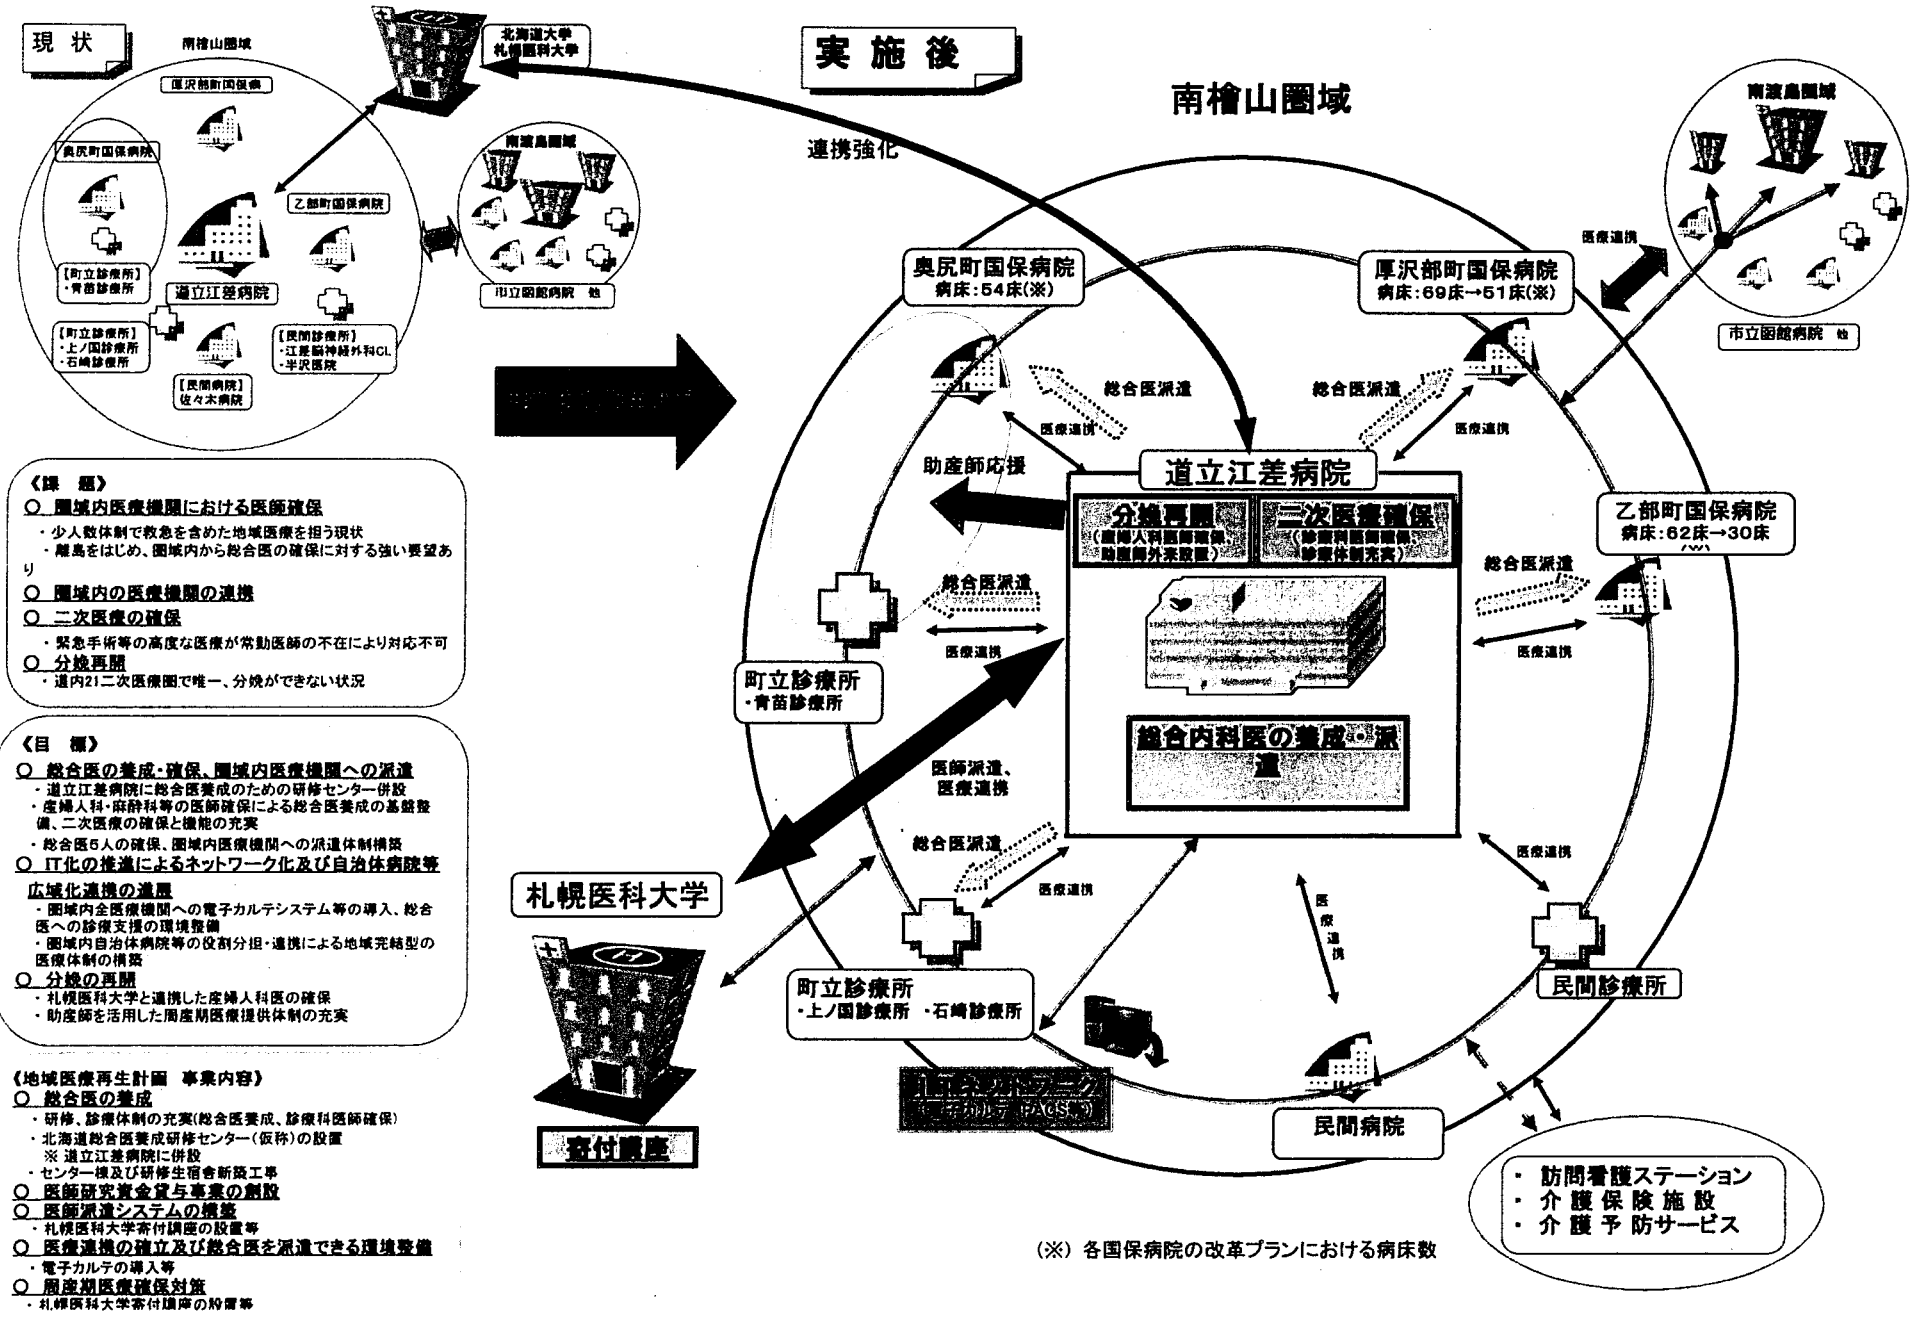 現 状
南檜山圏域
北海道大学
札幌医科大学
厚沢部町国保病
奥尻町国保病院
乙部町国保病院
【町立診療所】
・青苗診療所
道立江差病院
【町立診療所】
・上ノ国診療所
・石崎診療所
【民間病院】
佐々木病院
【民間診療所】
・江差脳神経外科CL
・半沢医院
南渡島圏域
市立函館病院 他
《課 題》
○ 圏域内医療機関における医師確保
・少人数体制で救急を含めた地域医療を担う現状
・離島をはじめ、圏域内から総合医の確保に対する強い要望あ
り
○ 圏域内の医療機関の連携
○ 二次医療の確保
・緊急手術等の高度な医療が常勤医師の不在により対応不可
○ 分娩再開
・道内21二次医療圏で唯一、分娩ができない状況
《目 標》
○ 総合医の養成・確保、圏域内医療機関への派遣
・道立江差病院に総合医養成のための研修センター併設
・産婦人科・麻酔科等の医師確保による総合医養成の基盤整
備、二次医療の確保と機能の充実
・総合医5人の確保、圏域内医療機関への派遣体制構築
○ IT化の推進によるネットワーク化及び自治体病院等
広域化連携の進展
・圏域内全医療機関への電子カルテシステム等の導入、総合
医への診療支援の環境整備
・圏域内自治体病院等の役割分担・連携による地域完結型の
医療体制の構築
○ 分娩の再開
・札幌医科大学と連携した産婦人科医の確保
・助産師を活用した周産期医療提供体制の充実
《地域医療再生計画 事業内容》
○ 総合医の養成
・研修、診療体制の充実(総合医養成、診療科医師確保)
・北海道総合医養成研修センター(仮称)の設置
※ 道立江差病院に併設
・センター棟及び研修生宿舎新築工事
○ 医師研究資金貸与事業の創設
○ 医師派遣システムの構築
・札幌医科大学寄付講座の設置等
○ 医療連携の確立及び総合医を派遣できる環境整備
・電子カルテの導入等
○ 周産期医療確保対策
・札幌医科大学寄付講座の設置等
実 施 後
南檜山圏域
連携強化
南渡島圏域
医療連携
市立函館病院 他
奥尻町国保病院
病床:54床(※)
厚沢部町国保病院
病床:69床→51床(※)
総合医派遣
医療連携
総合医派遣
医療連携
助産師応援
道立江差病院
分娩再開
(産婦人科医師確保、
助産師外来設置)
二次医療確保
(診療科医師確保、
診療体制充実)
乙部町国保病院
病床:62床→30床
総合医派遣
医療連携
総合医派遣
医療連携
町立診療所
・青苗診療所
総合内科医の養成・派
遣
医師派遣、
医療連携
総合医派遣
医療連携
医療連携
医療連携
札幌医科大学
寄付講座
町立診療所
・上ノ国診療所 ・石崎診療所
民間診療所
民間病院
・ 訪問看護ステーション
・ 介 護 保 険 施 設
・ 介 護 予 防サービス
(※) 各国保病院の改革プランにおける病床数